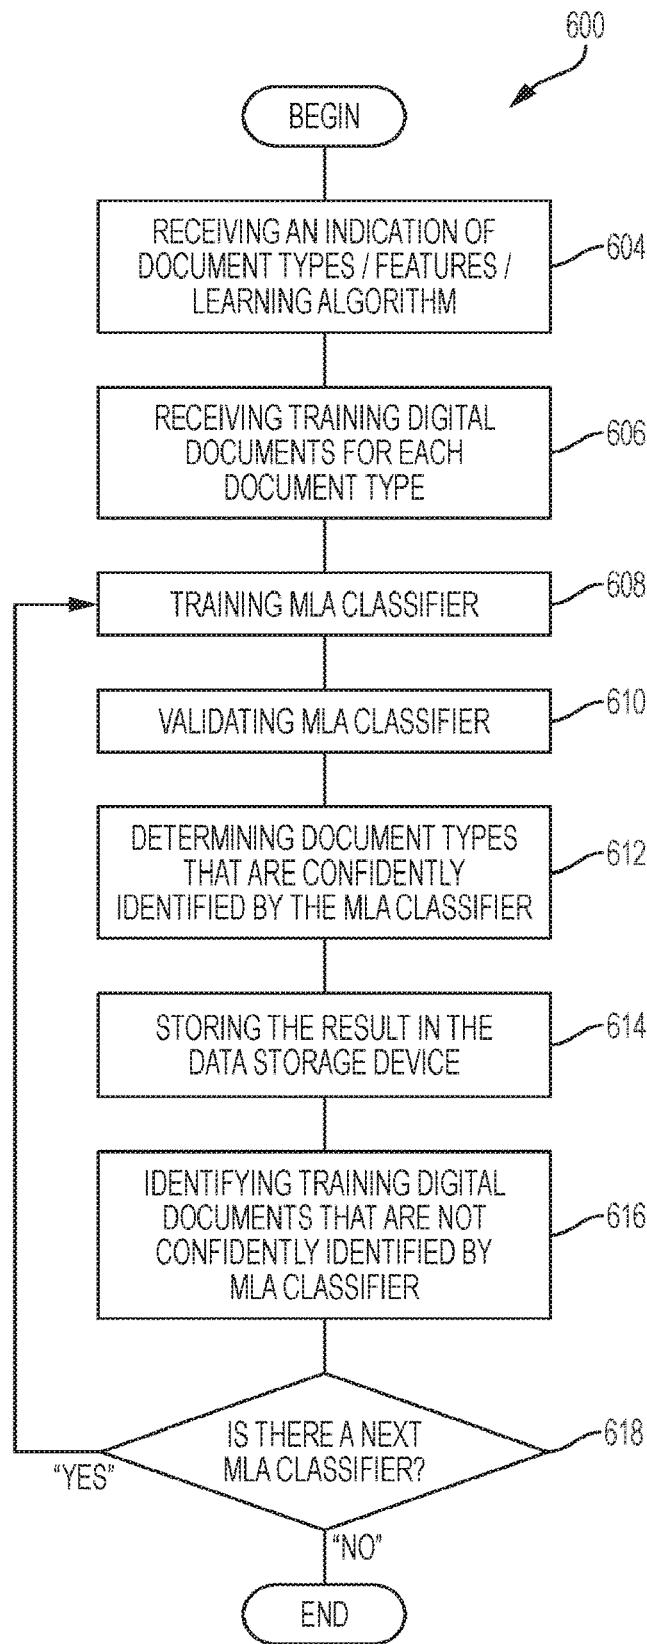 600
BEGIN
RECEIVING AN INDICATION OF
DOCUMENT TYPES / FEATURES /
LEARNING ALGORITHM
604
RECEIVING TRAINING DIGITAL
DOCUMENTS FOR EACH
DOCUMENT TYPE
606
TRAINING MLA CLASSIFIER
608
VALIDATING MLA CLASSIFIER
610
DETERMINING DOCUMENT TYPES
THAT ARE CONFIDENTLY
IDENTIFIED BY THE MLA CLASSIFIER
612
STORING THE RESULT IN THE
DATA STORAGE DEVICE
614
IDENTIFYING TRAINING DIGITAL
DOCUMENTS THAT ARE NOT
CONFIDENTLY IDENTIFIED BY
MLA CLASSIFIER
616
IS THERE A NEXT
MLA CLASSIFIER?
618
"YES"
"NO"
END